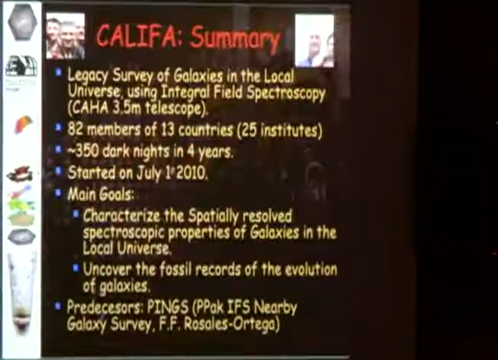 CALIFA: Summary
Legacy Survey of Galaxies in the Local
Universe, using Integral Field Spectroscopy
(CAHA 3.5m telescope).
82 members of 13 countries (25 institutes)
~350 dark nights in 4 years.
Started on July 1st 2010.
Main Goals:
Characterize the Spatially resolved
spectroscopic properties of Galaxies in the
Local Universe.
Uncover the fossil records of the evolution
of galaxies.
Predecesors: PINGS (PPak IFS Nearby
Galaxy Survey, F.F. Rosales-Ortega)